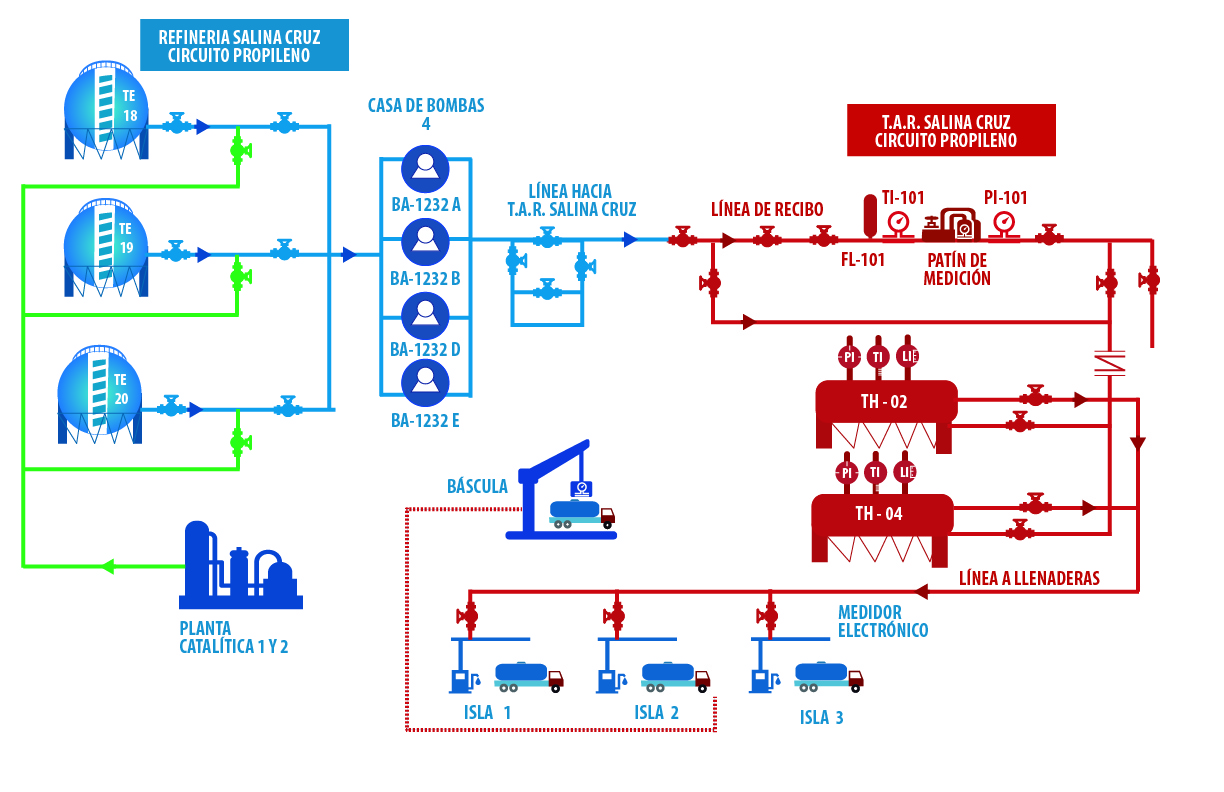 REFINERIA SALINA CRUZ
CIRCUITO PROPILENO
TE
18
TE
19
TE
20
CASA DE BOMBAS
4
BA-1232 A
BA-1232 B
BA-1232 D
BA-1232 E
LÍNEA HACIA
T.A.R. SALINA CRUZ
T.A.R. SALINA CRUZ
CIRCUITO PROPILENO
LÍNEA DE RECIBO
TI-101
PI-101
FL-101
PATÍN DE
MEDICIÓN
PI
TI
LI
TH - 02
PI
TI
LI
TH - 04
LÍNEA A LLENADERAS
BÁSCULA
PLANTA
CATALÍTICA 1 Y 2
MEDIDOR
ELECTRÓNICO
ISLA 1
ISLA 2
ISLA 3